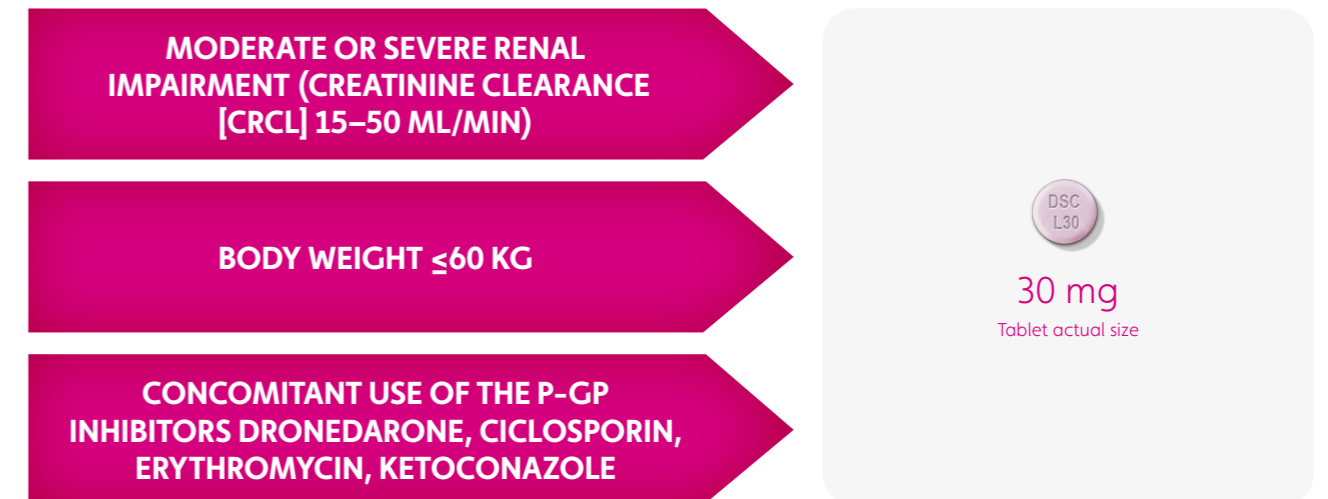 MODERATE OR SEVERE RENAL
IMPAIRMENT (CREATININE CLEARANCE
[CRCL] 15–50 ML/MIN)
BODY WEIGHT ≤60 KG
CONCOMITANT USE OF THE P-GP
INHIBITORS DRONEDARONE, CICLOSPORIN,
ERYTHROMYCIN, KETOCONAZOLE
DSC
L30
30 mg
Tablet actual size